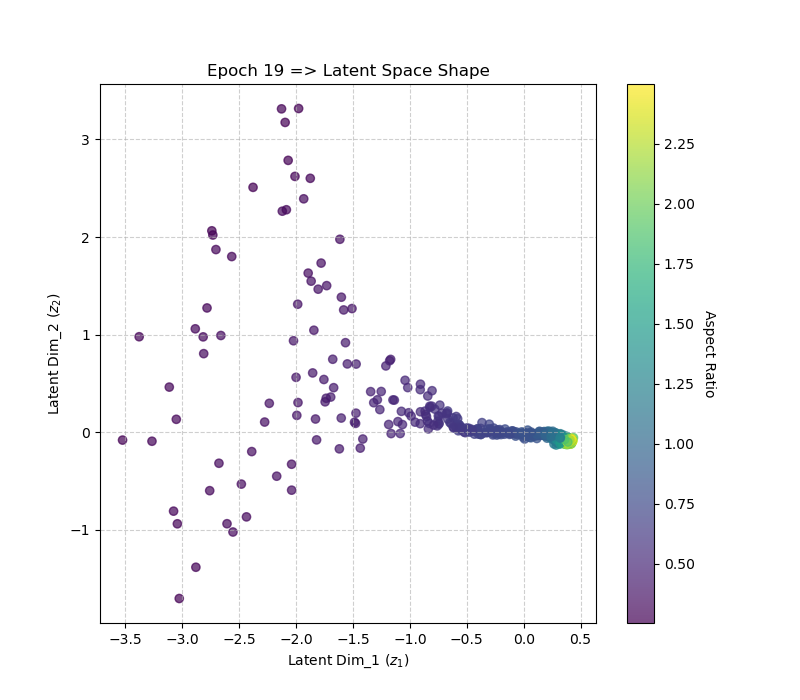 Epoch 19 => Latent Space Shape
3
2
1
0
−1
Latent Dim_2 (z₂)
−3.5 −3.0 −2.5 −2.0 −1.5 −1.0 −0.5 0.0 0.5
Latent Dim_1 (z₁)
2.25
2.00
1.75
1.50
1.25
1.00
0.75
0.50
Aspect Ratio